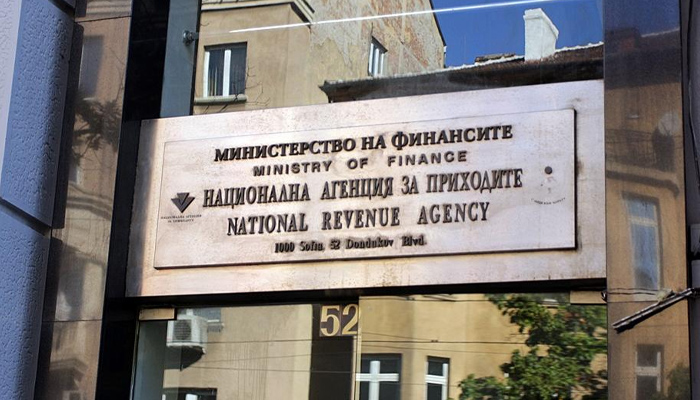 МИНИСТЕРСТВО НА ФИНАНСИТЕ
MINISTRY OF FINANCE
НАЦИОНАЛНА АГЕНЦИЯ ЗА ПРИХОДИТЕ
NATIONAL REVENUE AGENCY
1000 Sofia, 52 Dondukov Blvd.
52